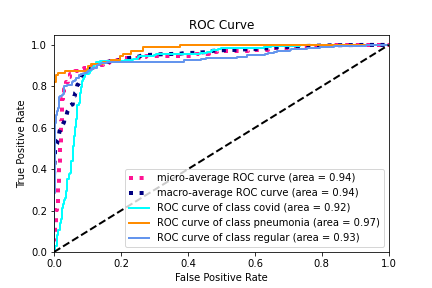 ROC Curve
1.0
0.8
0.6
0.4
0.2
0.0
True Positive Rate
micro-average ROC curve (area = 0.94)
macro-average ROC curve (area = 0.94)
ROC curve of class covid (area = 0.92)
ROC curve of class pneumonia (area = 0.97)
ROC curve of class regular (area = 0.93)
0.0 0.2 0.4 0.6 0.8 1.0
False Positive Rate